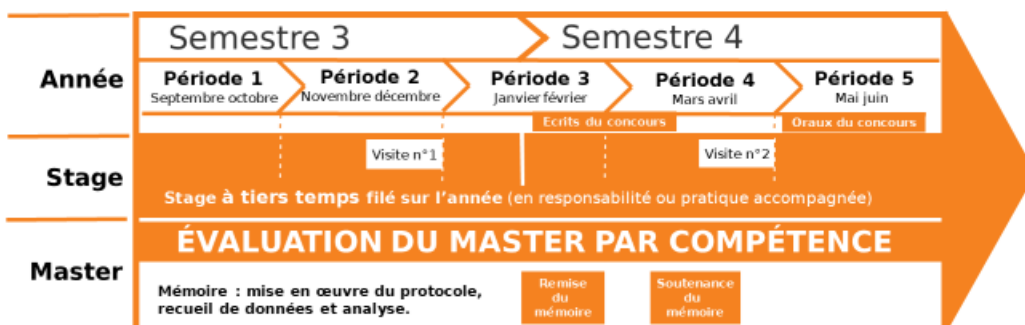 Semestre 3
Semestre 4
Année
Période 1
Septembre octobre
Période 2
Novembre décembre
Période 3
Janvier février
Période 4
Mars avril
Période 5
Mai juin
Ecrits du concours
Oraux du concours
Stage
Visite n°1
Visite n°2
Stage à tiers temps filé sur l’année (en responsabilité ou pratique accompagnée)
Master
ÉVALUATION DU MASTER PAR COMPÉTENCE
Mémoire : mise en œuvre du protocole,
recueil de données et analyse.
Remise
du
mémoire
Soutenance
du
mémoire